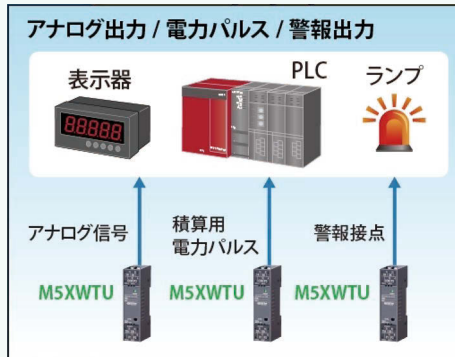 アナログ出力 / 電力パルス / 警報出力
表示器
PLC
ランプ
88888
アナログ信号
積算用
電力パルス
警報接点
M5XWTU
M5XWTU
M5XWTU